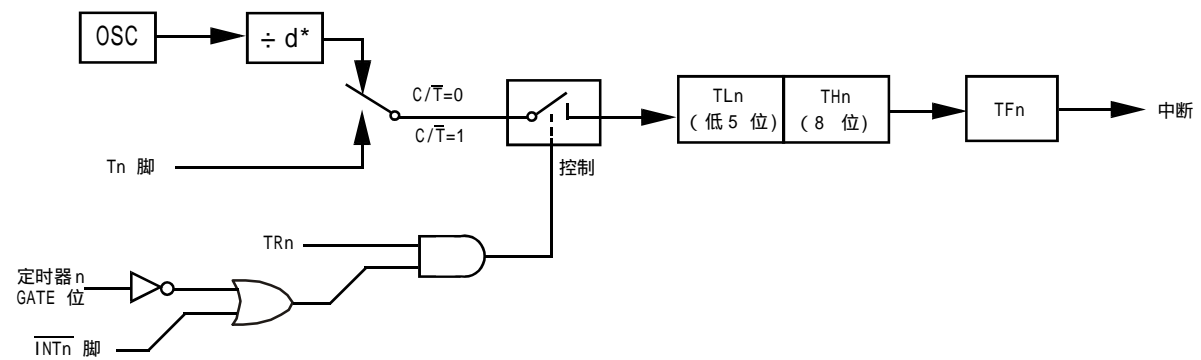 OSC
÷ d*
C/T̅=0
C/T̅=1
Tn 脚
控制
TLn
(低5 位)
THn
(8 位)
TFn
中断
TRn
定时器n
GATE 位
I̅N̅T̅n̅ 脚